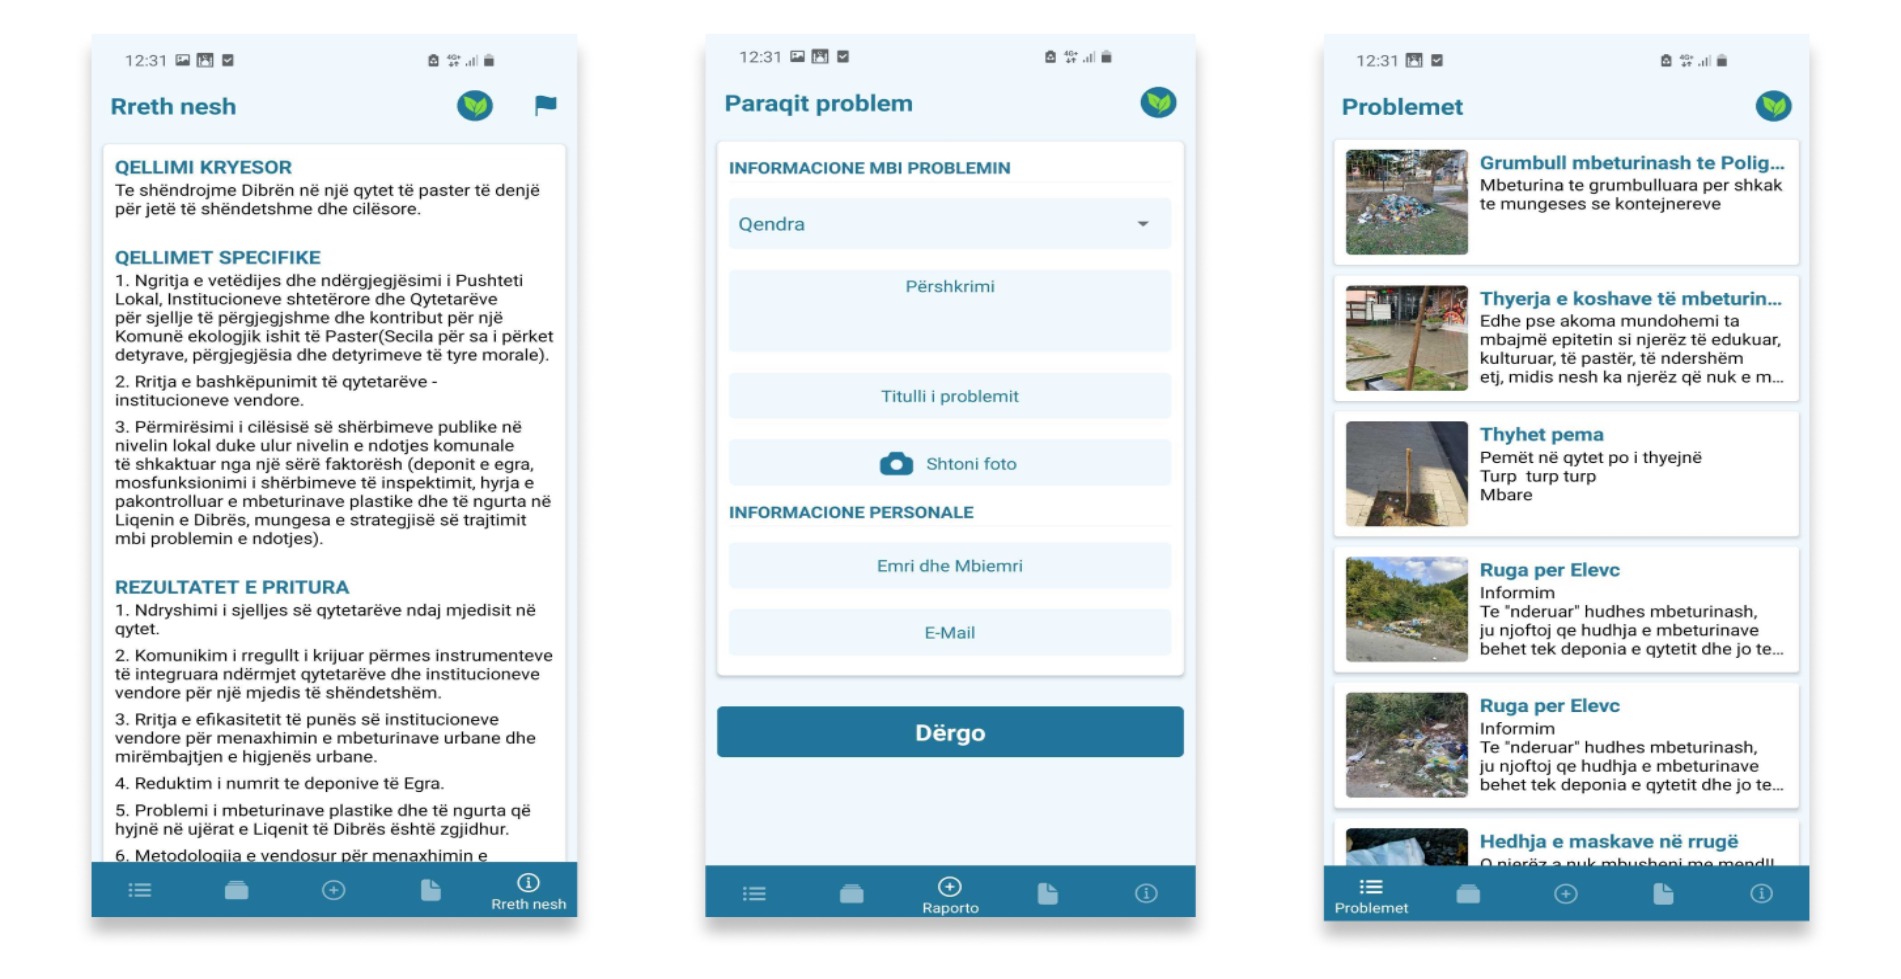 12:31
Rreth nesh
QELLIMI KRYESOR
Te shëndrojme Dibrën në një qytet të paster të denjë
për jetë të shëndetshme dhe cilësore.
QELLIMET SPECIFIKE
1. Ngritja e vetëdijes dhe ndërgjegjësimi i Pushteti
Lokal, Institucioneve shtetërore dhe Qytetarëve
për sjellje të përgjegjshme dhe kontribut për një
Komunë ekologjik ishit të Paster(Secila për sa i përket
detyrave, përgjegjësia dhe detyrimeve të tyre morale).
2. Rritja e bashkëpunimit të qytetarëve -
institucioneve vendore.
3. Përmirësimi i cilësisë së shërbimeve publike në
nivelin lokal duke ulur nivelin e ndotjes komunale
të shkaktuar nga një sërë faktorësh (deponit e egra,
mosfunksionimi i shërbimeve të inspektimit, hyrja e
pakontrolluar e mbeturinave plastike dhe të ngurta në
Liqenin e Dibrës, mungesa e strategjisë së trajtimit
mbi problemin e ndotjes).
REZULTATET E PRITURA
1. Ndryshimi i sjelljes së qytetarëve ndaj mjedisit në
qytet.
2. Komunikim i rregullt i krijuar përmes instrumenteve
të integruara ndërmjet qytetarëve dhe institucioneve
vendore për një mjedis të shëndetshëm.
3. Rritja e efikasitetit të punës së institucioneve
vendore për menaxhimin e mbeturinave urbane dhe
mirëmbajtjen e higjenës urbane.
4. Reduktim i numrit te deponive të Egra.
5. Problemi i mbeturinave plastike dhe të ngurta që
hyjnë në ujërat e Liqenit të Dibrës është zgjidhur.
6. Metodologjia e vendosur për menaxhimin e
Rreth nesh
12:31
4G+
Paraqit problem
INFORMACIONE MBI PROBLEMIN
Qendra
Përshkrimi
Titulli i problemit
Shtoni foto
INFORMACIONE PERSONALE
Emri dhe Mbiemri
E-Mail
Dërgo
Raporto
12:31
4G+
Problemet
Grumbull mbeturinash te Polig...
Mbeturina te grumbulluara per shkak
te mungeses se kontejnereve
Thyerja e koshave të mbeturin...
Edhe pse akoma mundohemi ta
mbajmë epitetin si njerëz të edukuar,
kulturuar, të pastër, të ndershëm
etj, midis nesh ka njerëz që nuk e m...
Thyhet pema
Pemët në qytet po i thyejnë
Turp turp turp
Mbare
Ruga per Elevc
Informim
Te "nderuar" hudhes mbeturinash,
ju njoftoj qe hudhja e mbeturinave
behet tek deponia e qytetit dhe jo te...
Ruga per Elevc
Informim
Te "nderuar" hudhes mbeturinash,
ju njoftoj qe hudhja e mbeturinave
behet tek deponia e qytetit dhe jo te...
Hedhja e maskave në rrugë
O njerëz a nuk mbusheni me mend!!
Problemet